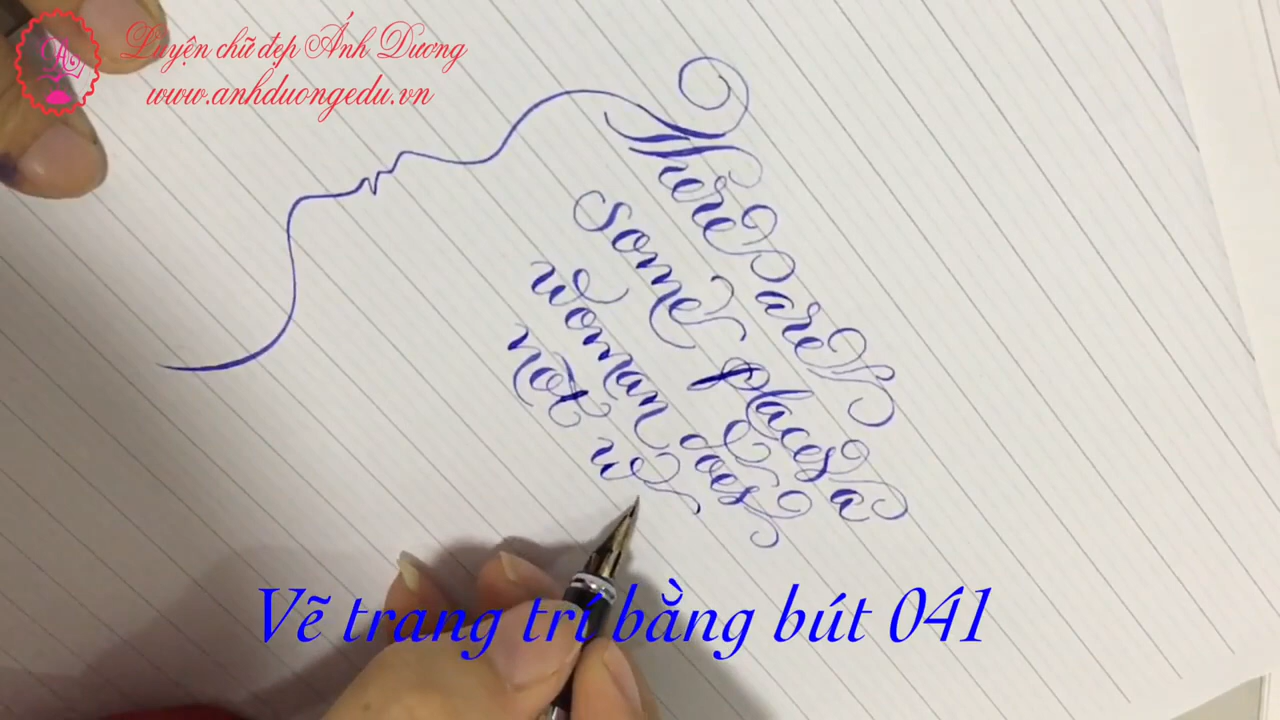 Luyện chữ đẹp Ánh Dương
www.anhduongedu.vn
There are
some places a
woman does
not w
Vẽ trang trí bằng bút 041